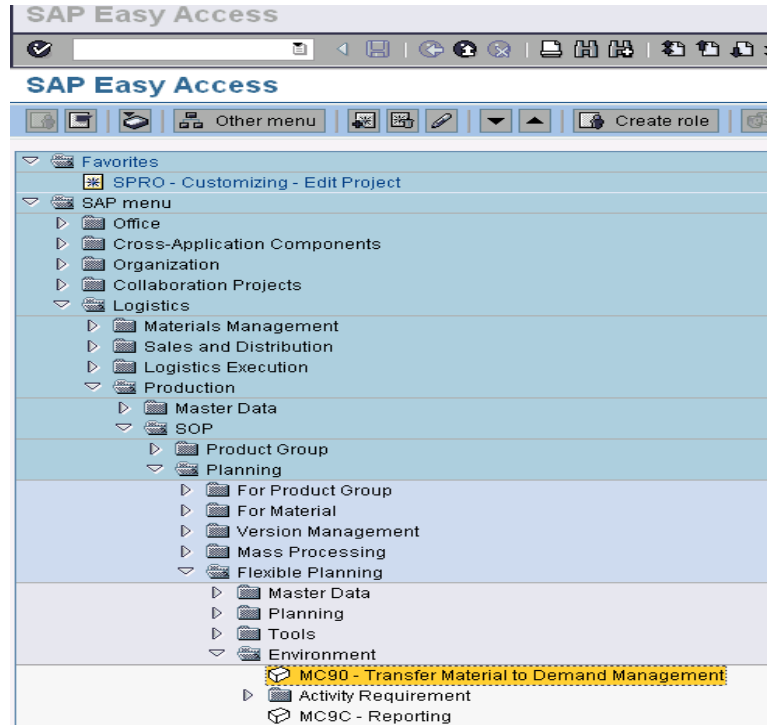 SAP Easy Access
SAP Easy Access
Other menu
Create role
Favorites
SPRO - Customizing - Edit Project
SAP menu
Office
Cross-Application Components
Organization
Collaboration Projects
Logistics
Materials Management
Sales and Distribution
Logistics Execution
Production
Master Data
SOP
Product Group
Planning
For Product Group
For Material
Version Management
Mass Processing
Flexible Planning
Master Data
Planning
Tools
Environment
MC90 - Transfer Material to Demand Management
Activity Requirement
MC9C - Reporting